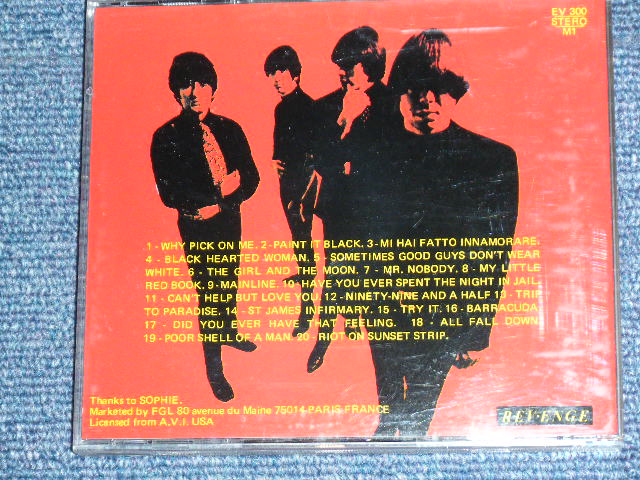 EV 300
STERO
M1
.1 - WHY PICK ON ME. 2- PAINT IT BLACK. 3- MI HAI FATTO INNAMORARE.
4 - BLACK HEARTED WOMAN. 5 - SOMETIMES GOOD GUYS DON'T WEAR
WHITE. 6 - THE GIRL AND THE MOON. 7 - MR. NOBODY. 8 - MY LITTLE
RED BOOK. 9- MAINLINE. 10- HAVE YOU EVER SPENT THE NIGHT IN JAIL.
11 - CAN'T HELP BUT LOVE YOU. 12 - NINETY-NINE AND A HALF 13 - TRIP
TO PARADISE. 14 - ST JAMES INFIRMARY. 15 - TRY IT. 16 - BARRACUDA.
17 - DID YOU EVER HAVE THAT FEELING. 18 - ALL FALL DOWN.
19 - POOR SHELL OF A MAN. 20 - RIOT ON SUNSET STRIP.
Thanks to SOPHIE.
Marketed by FGL 80 avenue du Maine 75014-PARIS-FRANCE
Licensed from A.V.I. USA
REVENGE